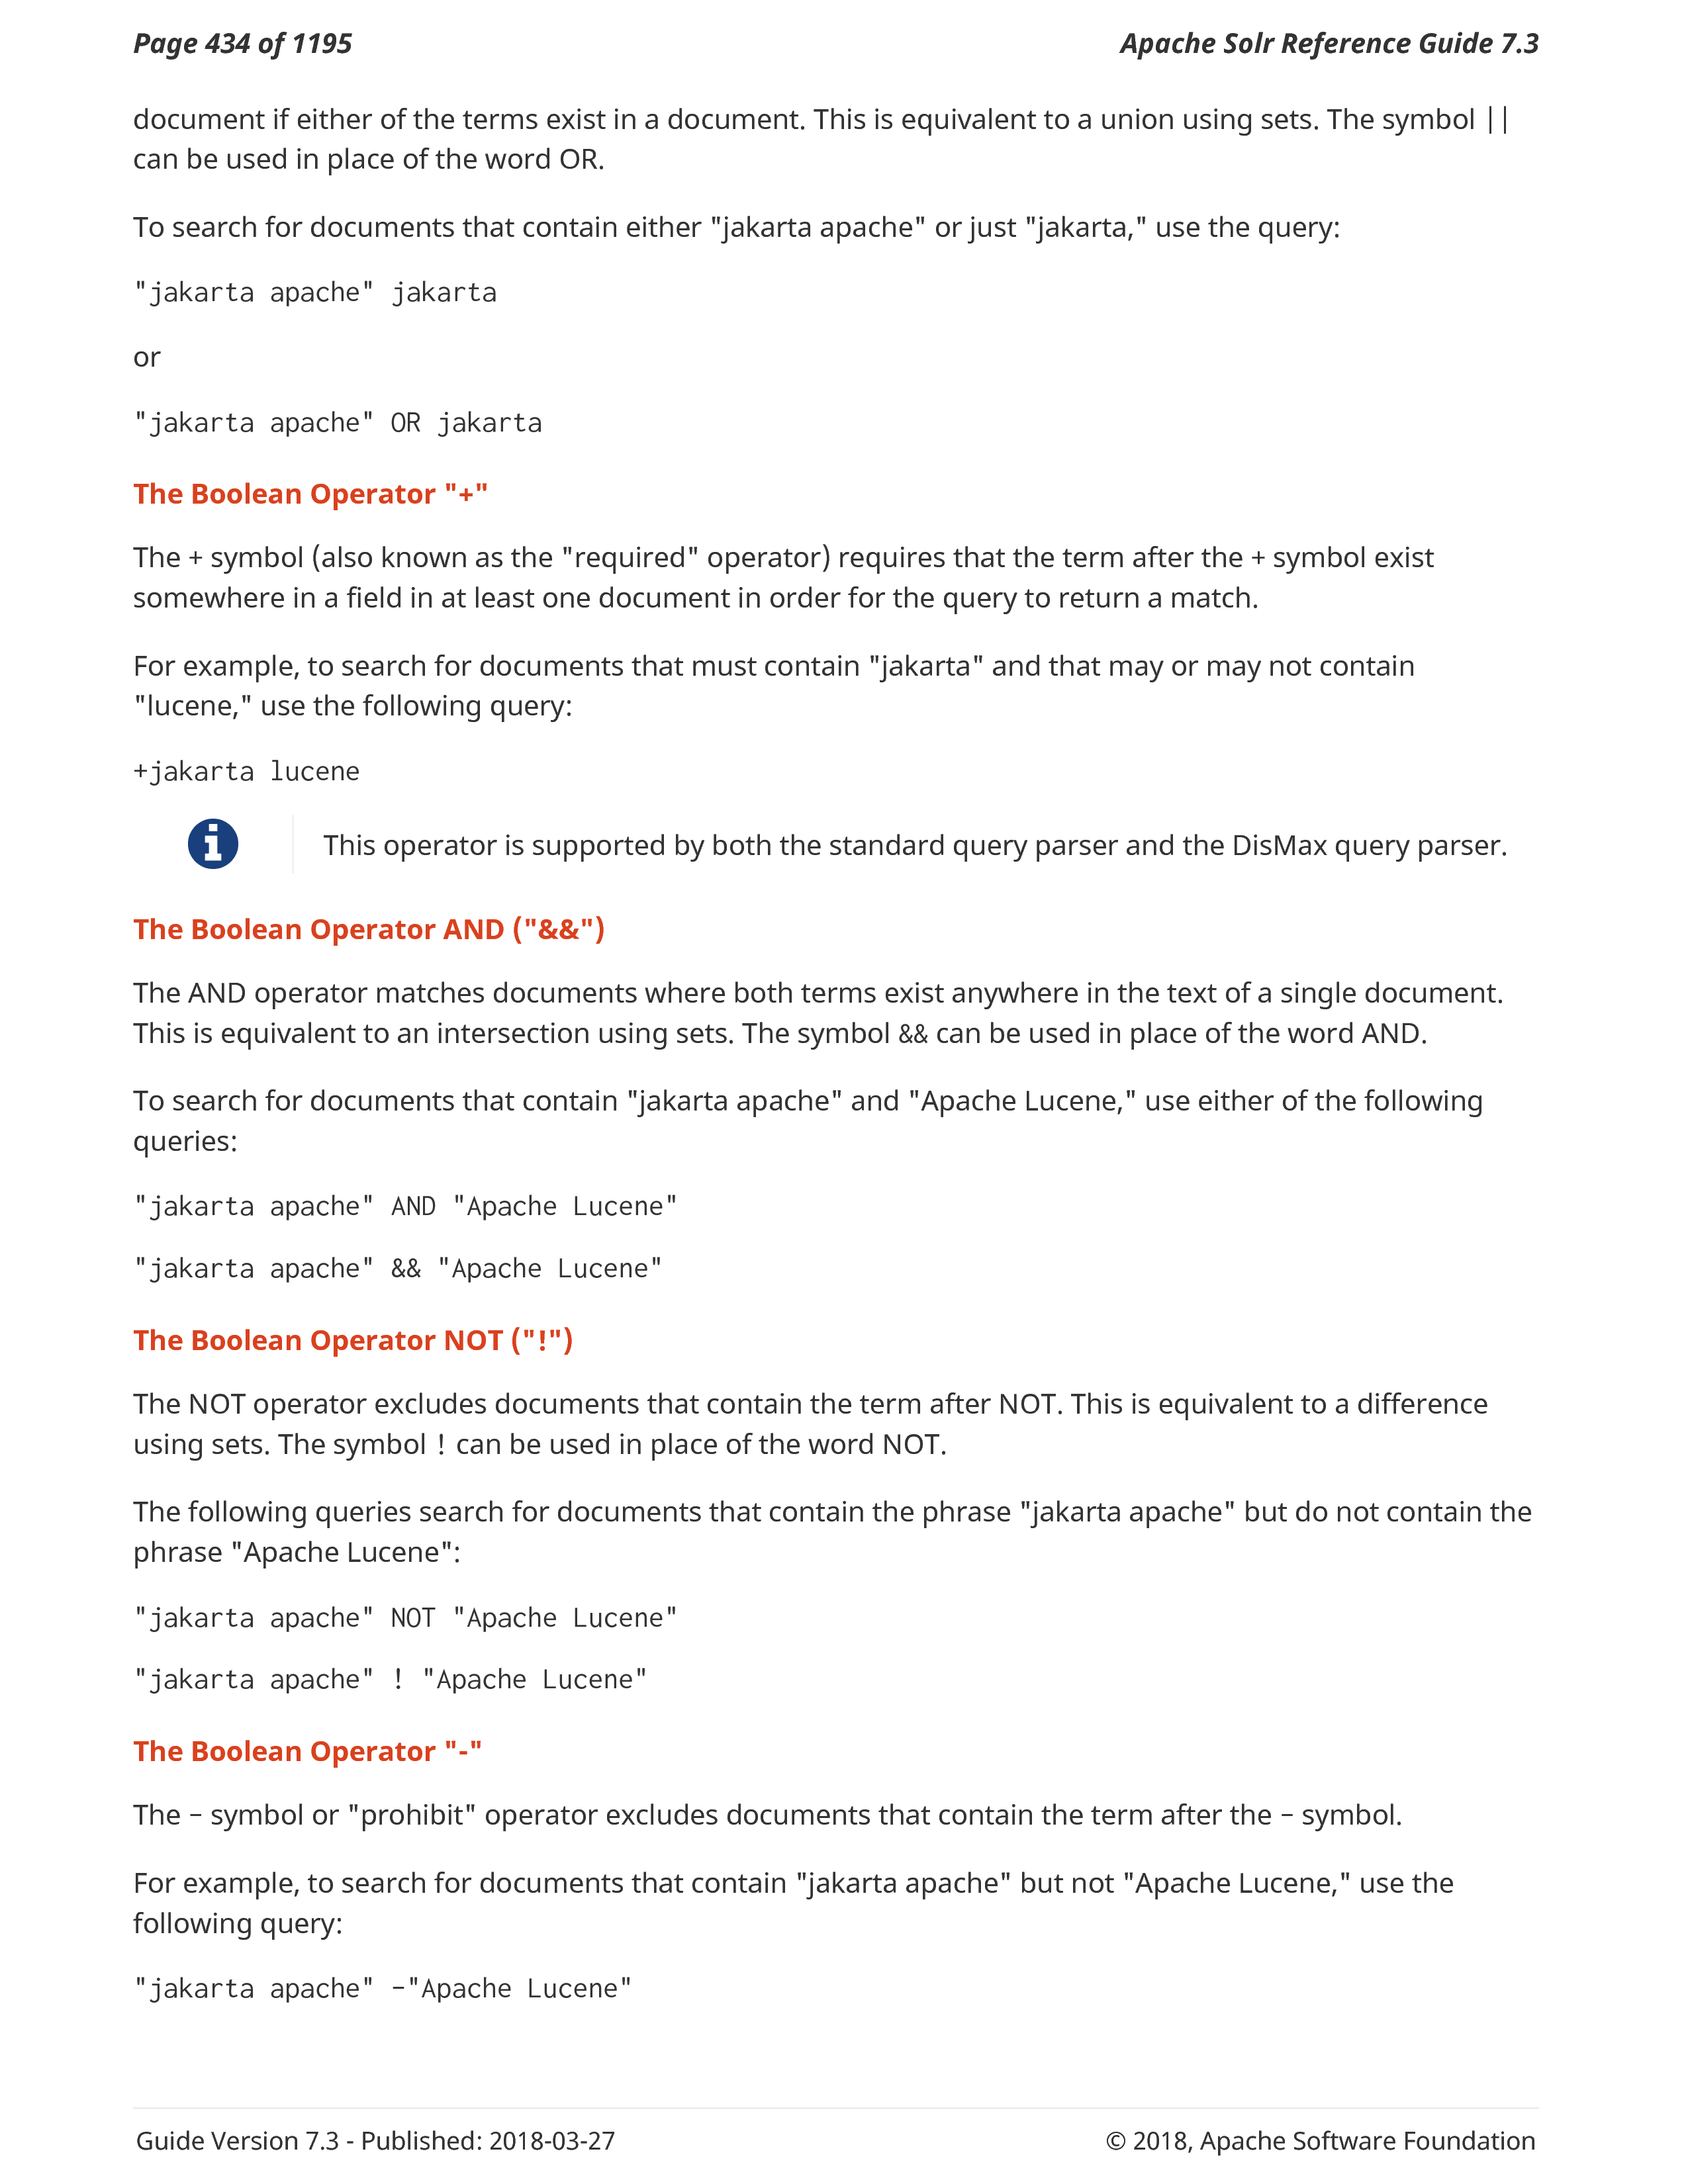 Page 434 of 1195
Apache Solr Reference Guide 7.3
document if either of the terms exist in a document. This is equivalent to a union using sets. The symbol ||
can be used in place of the word OR.
To search for documents that contain either "jakarta apache" or just "jakarta," use the query:
"jakarta apache" jakarta
or
"jakarta apache" OR jakarta
The Boolean Operator "+"
The + symbol (also known as the "required" operator) requires that the term after the + symbol exist
somewhere in a field in at least one document in order for the query to return a match.
For example, to search for documents that must contain "jakarta" and that may or may not contain
"lucene," use the following query:
+jakarta lucene
This operator is supported by both the standard query parser and the DisMax query parser.
The Boolean Operator AND ("&&")
The AND operator matches documents where both terms exist anywhere in the text of a single document.
This is equivalent to an intersection using sets. The symbol && can be used in place of the word AND.
To search for documents that contain "jakarta apache" and "Apache Lucene," use either of the following
queries:
"jakarta apache" AND "Apache Lucene"
"jakarta apache" && "Apache Lucene"
The Boolean Operator NOT ("!")
The NOT operator excludes documents that contain the term after NOT. This is equivalent to a difference
using sets. The symbol ! can be used in place of the word NOT.
The following queries search for documents that contain the phrase "jakarta apache" but do not contain the
phrase "Apache Lucene":
"jakarta apache" NOT "Apache Lucene"
"jakarta apache" ! "Apache Lucene"
The Boolean Operator "-"
The - symbol or "prohibit" operator excludes documents that contain the term after the - symbol.
For example, to search for documents that contain "jakarta apache" but not "Apache Lucene," use the
following query:
"jakarta apache" -"Apache Lucene"
Guide Version 7.3 - Published: 2018-03-27
© 2018, Apache Software Foundation